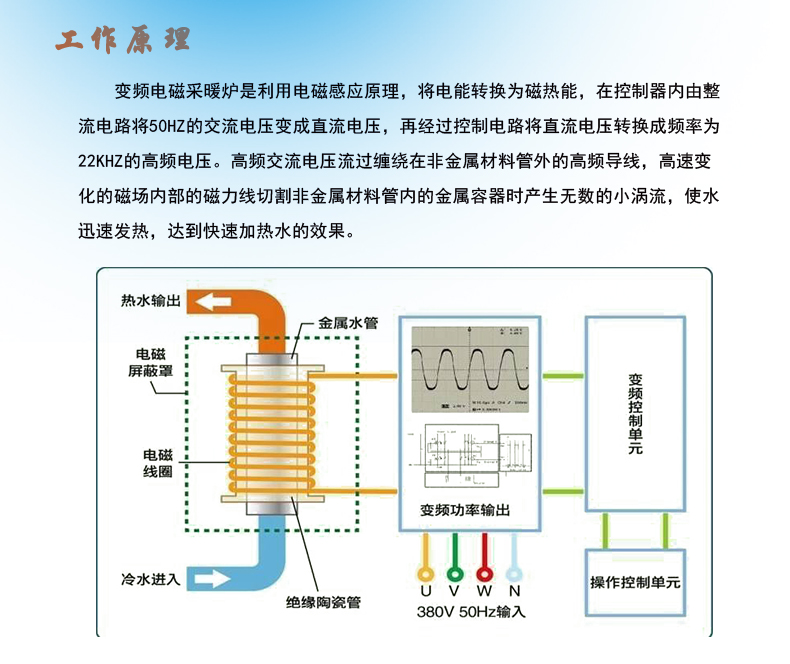 工作原理
变频电磁采暖炉是利用电磁感应原理，将电能转换为磁热能，在控制器内由整
流电路将50HZ的交流电压变成直流电压，再经过控制电路将直流电压转换成频率为
22KHZ的高频电压。高频交流电压流过缠绕在非金属材料管外的高频导线，高速变
化的磁场内部的磁力线切割非金属材料管内的金属容器时产生无数的小涡流，使水
迅速发热，达到快速加热水的效果。
热水输出
金属水管
电磁
屏蔽罩
电磁
线圈
冷水进入
绝缘陶瓷管
变频功率输出
U V W N
380V 50Hz输入
变频控制单元
操作控制单元